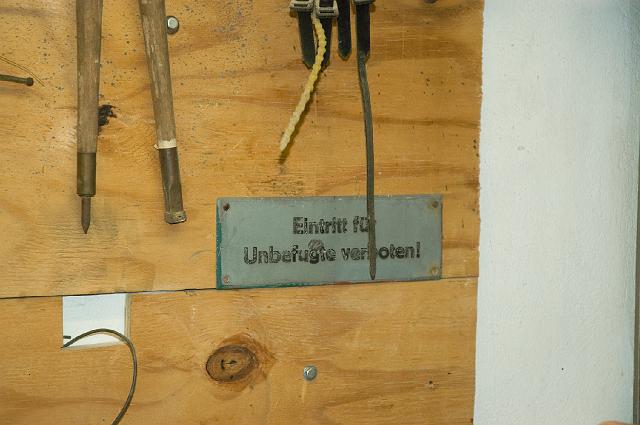 Eintritt für
Unbefugte verboten!